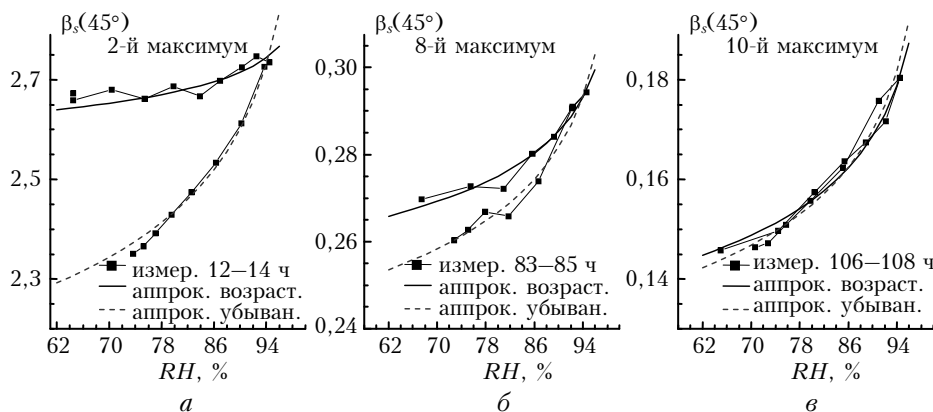 βs(45°)
2-й максимум
2,7
2,5
2,3
измер. 12–14 ч
аппрок. возраст.
аппрок. убыван.
62 70 78 86 94
RH, %
а
βs(45°)
8-й максимум
0,30
0,28
0,26
0,24
измер. 83–85 ч
аппрок. возраст.
аппрок. убыван.
62 70 78 86 94
RH, %
б
βs(45°)
10-й максимум
0,18
0,16
0,14
измер. 106–108 ч
аппрок. возраст.
аппрок. убыван.
62 70 78 86 94
RH, %
в